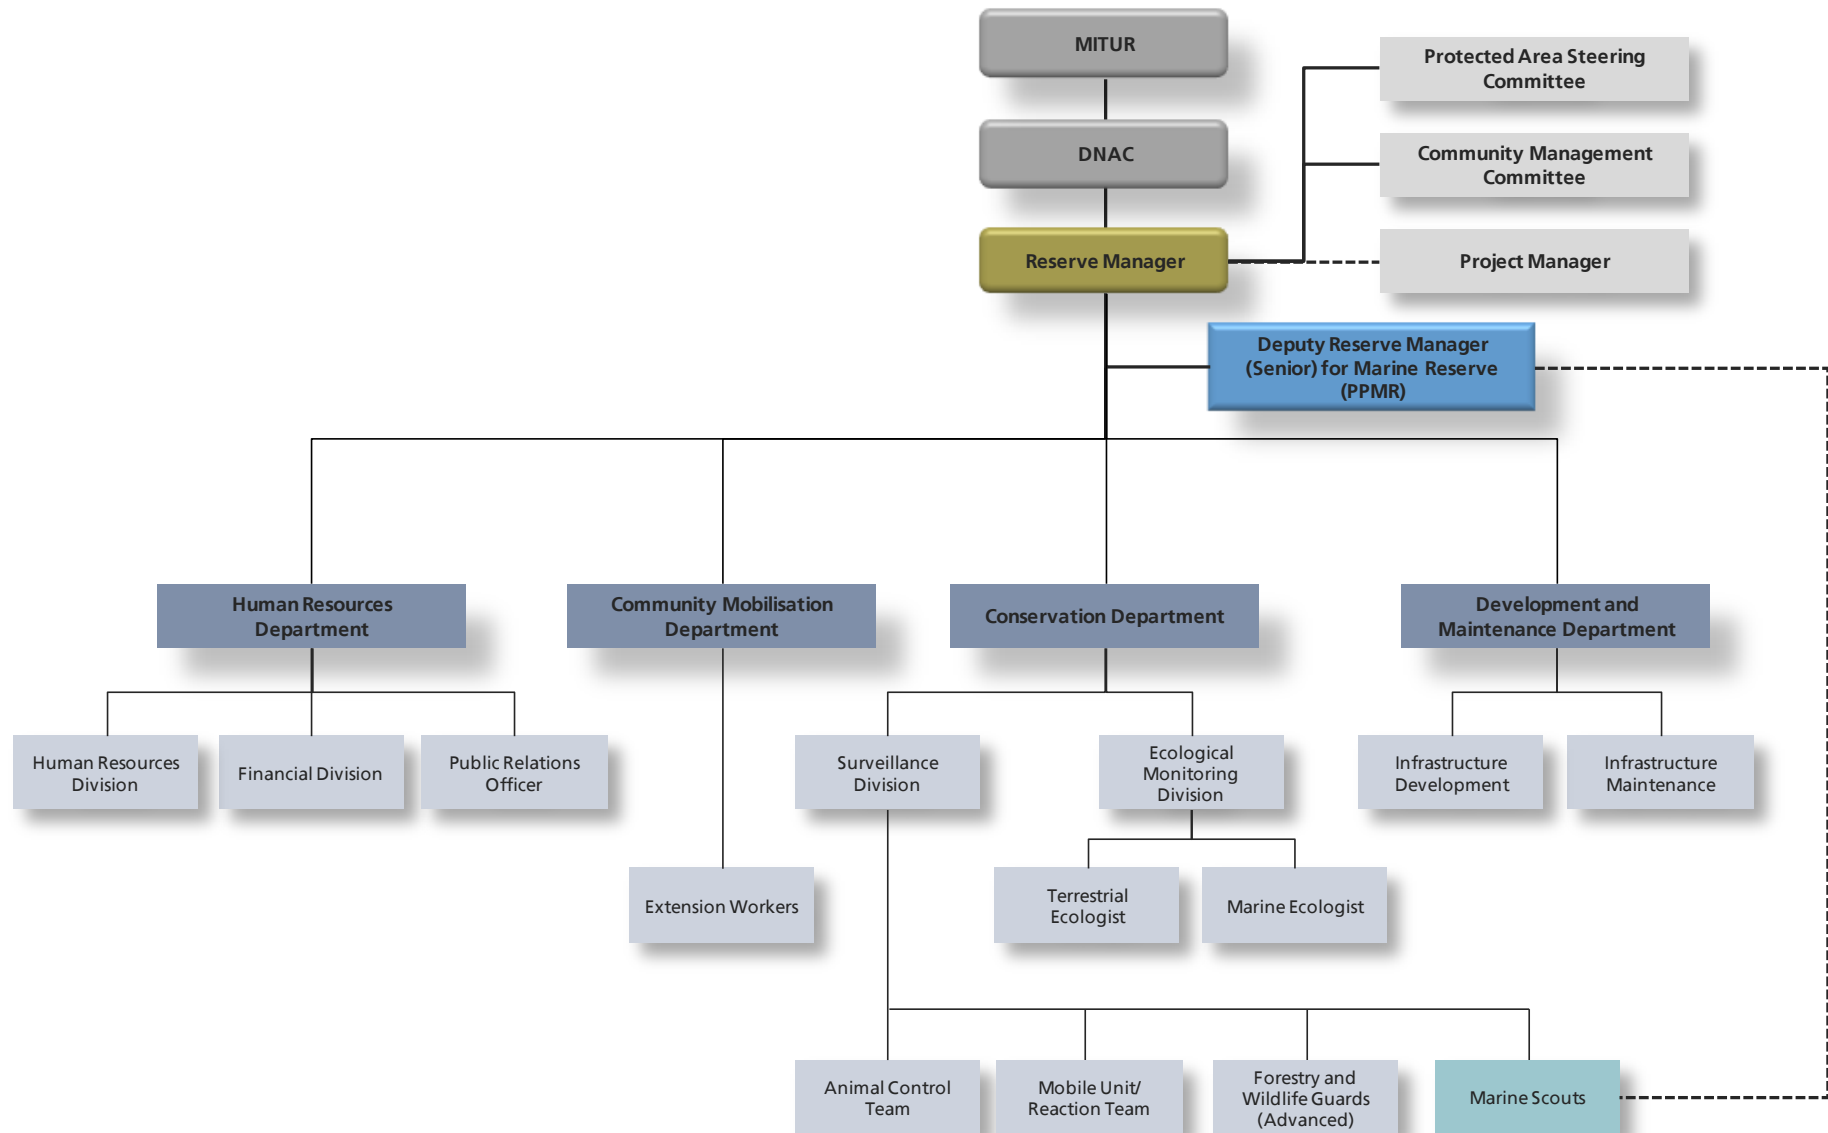 MITUR
Protected Area Steering
Committee
DNAC
Community Management
Committee
Reserve Manager
Project Manager
Deputy Reserve Manager
(Senior) for Marine Reserve
(PPMR)
Human Resources
Department
Community Mobilisation
Department
Conservation Department
Development and
Maintenance Department
Human Resources
Division
Financial Division
Public Relations
Officer
Surveillance
Division
Ecological
Monitoring
Division
Infrastructure
Development
Infrastructure
Maintenance
Extension Workers
Terrestrial
Ecologist
Marine Ecologist
Animal Control
Team
Mobile Unit/
Reaction Team
Forestry and
Wildlife Guards
(Advanced)
Marine Scouts